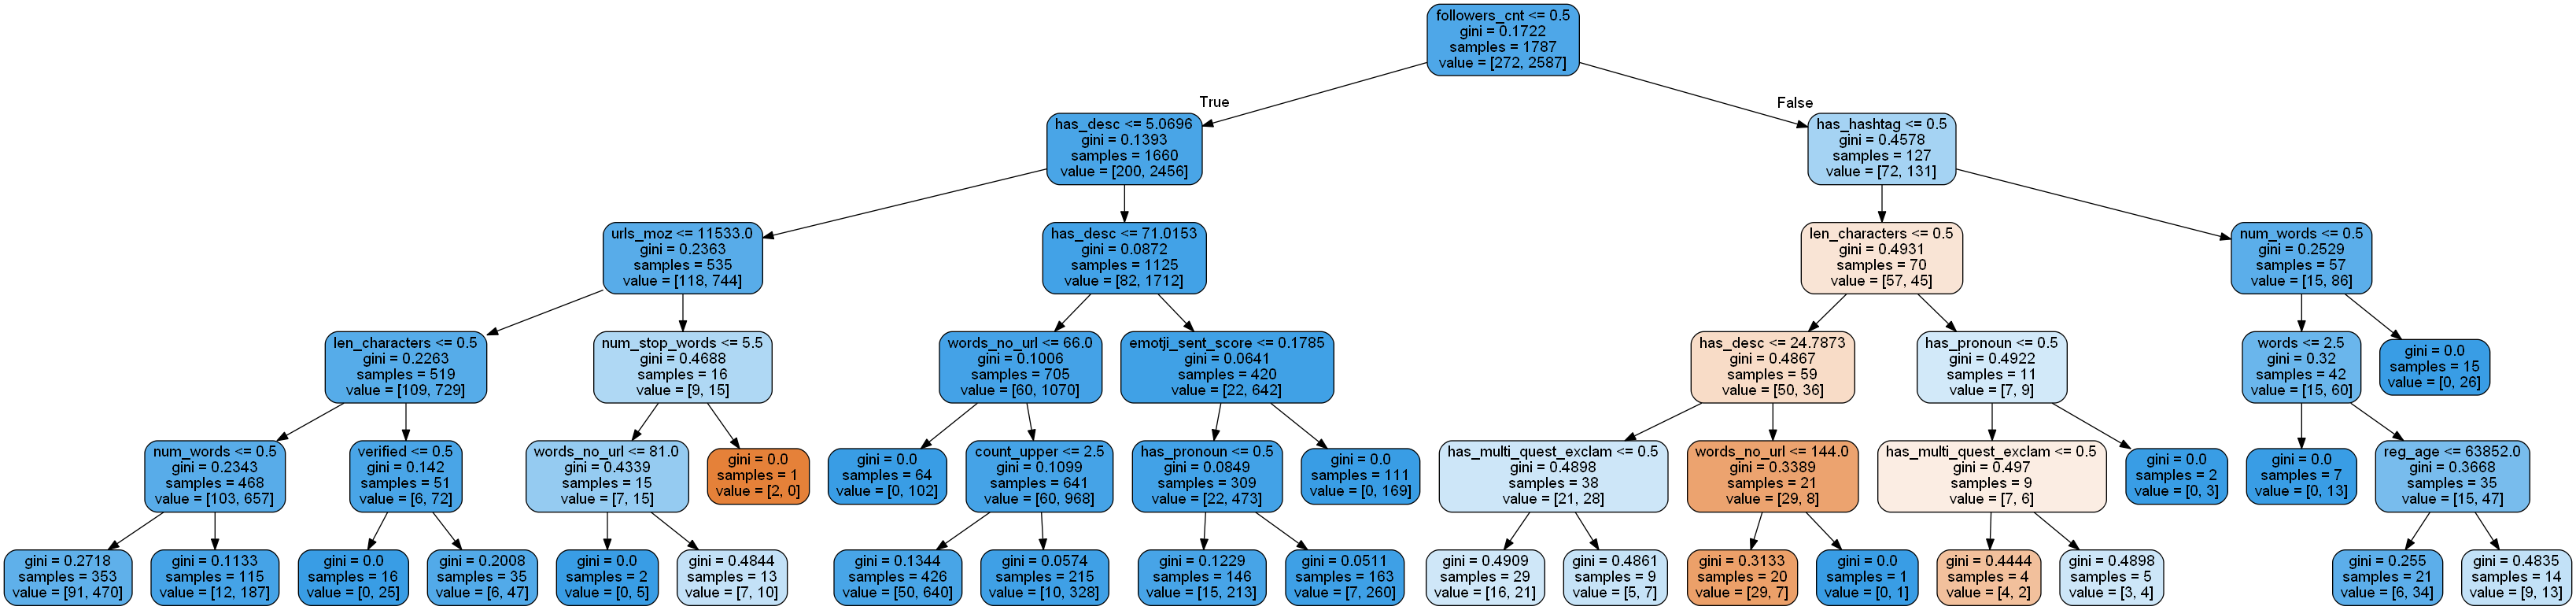 followers_cnt <= 0.5
gini = 0.1722
samples = 1787
value = [272, 2587]
True
False
has_desc <= 5.0696
gini = 0.1393
samples = 1660
value = [200, 2456]
has_hashtag <= 0.5
gini = 0.4578
samples = 127
value = [72, 131]
urls_moz <= 11533.0
gini = 0.2363
samples = 535
value = [118, 744]
has_desc <= 71.0153
gini = 0.0872
samples = 1125
value = [82, 1712]
len_characters <= 0.5
gini = 0.4931
samples = 70
value = [57, 45]
num_words <= 0.5
gini = 0.2529
samples = 57
value = [15, 86]
len_characters <= 0.5
gini = 0.2263
samples = 519
value = [109, 729]
num_stop_words <= 5.5
gini = 0.4688
samples = 16
value = [9, 15]
words_no_url <= 66.0
gini = 0.1006
samples = 705
value = [60, 1070]
emotji_sent_score <= 0.1785
gini = 0.0641
samples = 420
value = [22, 642]
has_desc <= 24.7873
gini = 0.4867
samples = 59
value = [50, 36]
has_pronoun <= 0.5
gini = 0.4922
samples = 11
value = [7, 9]
words <= 2.5
gini = 0.32
samples = 42
value = [15, 60]
gini = 0.0
samples = 15
value = [0, 26]
num_words <= 0.5
gini = 0.2343
samples = 468
value = [103, 657]
verified <= 0.5
gini = 0.142
samples = 51
value = [6, 72]
words_no_url <= 81.0
gini = 0.4339
samples = 15
value = [7, 15]
gini = 0.0
samples = 1
value = [2, 0]
gini = 0.0
samples = 64
value = [0, 102]
count_upper <= 2.5
gini = 0.1099
samples = 641
value = [60, 968]
has_pronoun <= 0.5
gini = 0.0849
samples = 309
value = [22, 473]
gini = 0.0
samples = 111
value = [0, 169]
has_multi_quest_exclam <= 0.5
gini = 0.4898
samples = 38
value = [21, 28]
words_no_url <= 144.0
gini = 0.3389
samples = 21
value = [29, 8]
has_multi_quest_exclam <= 0.5
gini = 0.497
samples = 9
value = [7, 6]
gini = 0.0
samples = 2
value = [0, 3]
gini = 0.0
samples = 7
value = [0, 13]
reg_age <= 63852.0
gini = 0.3668
samples = 35
value = [15, 47]
gini = 0.2718
samples = 353
value = [91, 470]
gini = 0.1133
samples = 115
value = [12, 187]
gini = 0.0
samples = 16
value = [0, 25]
gini = 0.2008
samples = 35
value = [6, 47]
gini = 0.0
samples = 2
value = [0, 5]
gini = 0.4844
samples = 13
value = [7, 10]
gini = 0.1344
samples = 426
value = [50, 640]
gini = 0.0574
samples = 215
value = [10, 328]
gini = 0.1229
samples = 146
value = [15, 213]
gini = 0.0511
samples = 163
value = [7, 260]
gini = 0.4909
samples = 29
value = [16, 21]
gini = 0.4861
samples = 9
value = [5, 7]
gini = 0.3133
samples = 20
value = [29, 7]
gini = 0.0
samples = 1
value = [0, 1]
gini = 0.4444
samples = 4
value = [4, 2]
gini = 0.4898
samples = 5
value = [3, 4]
gini = 0.255
samples = 21
value = [6, 34]
gini = 0.4835
samples = 14
value = [9, 13]